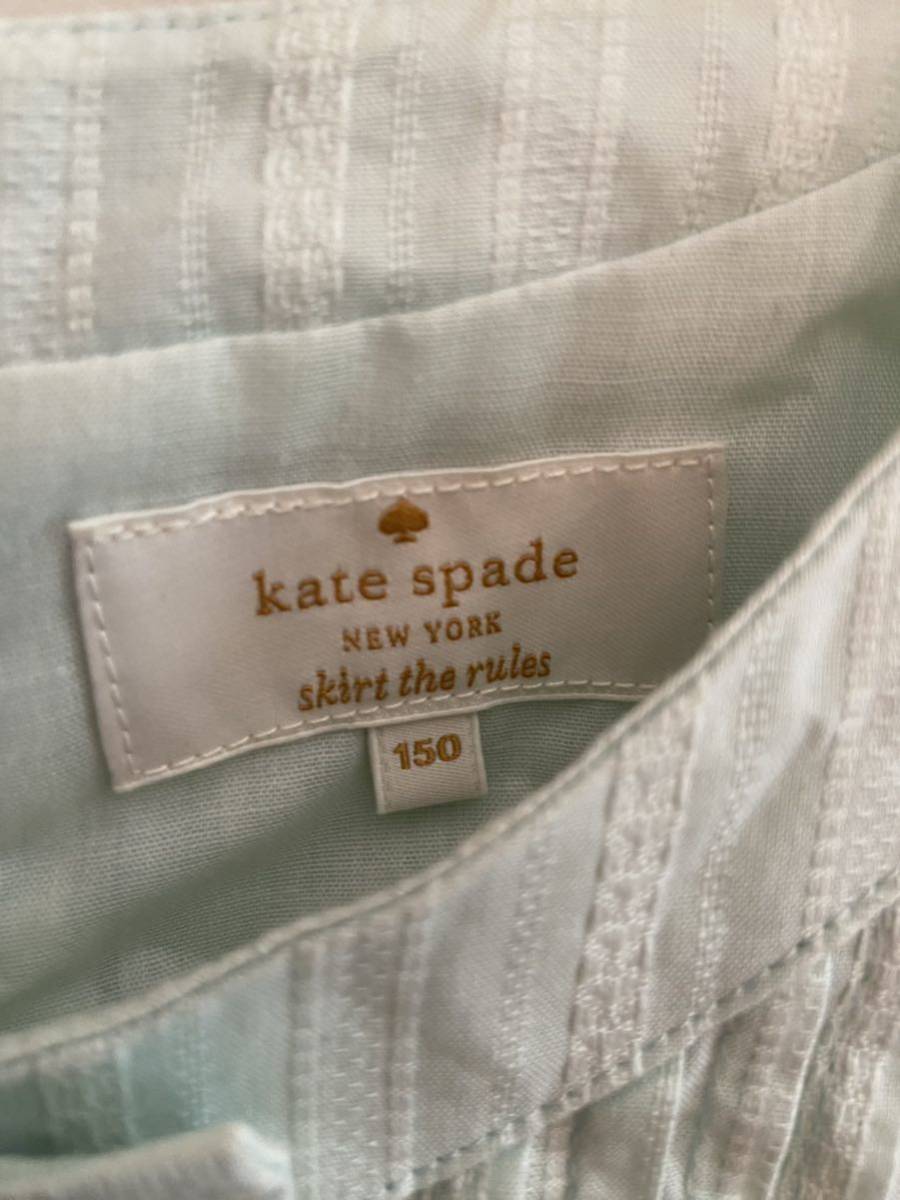 kate spade
NEW YORK
skirt the rules
150